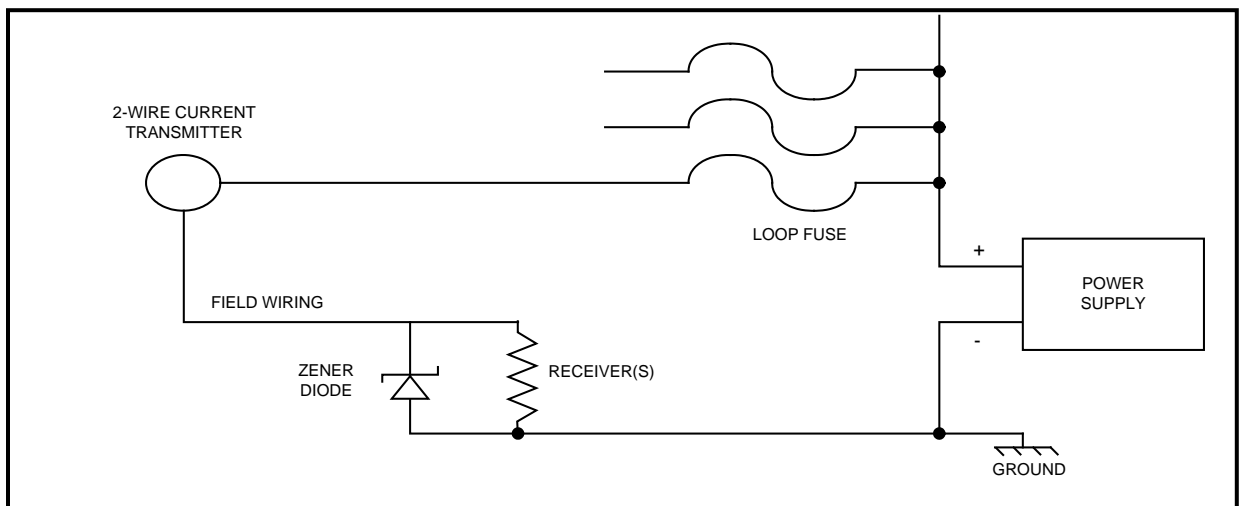 2-WIRE CURRENT
TRANSMITTER
LOOP FUSE
+
POWER
SUPPLY
-
FIELD WIRING
ZENER
DIODE
RECEIVER(S)
GROUND